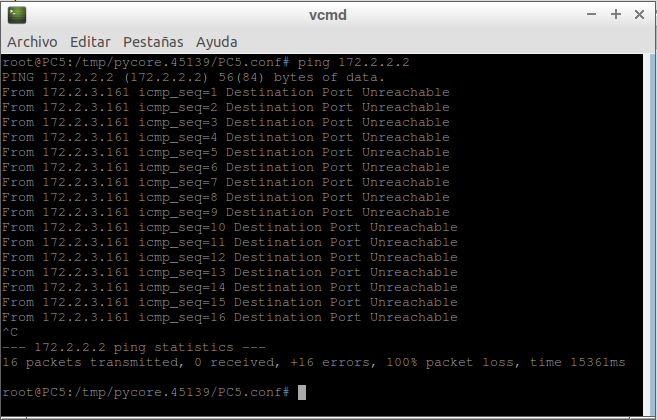 vcmd
Archivo Editar Pestañas Ayuda
root@PC5:/tmp/pycore.45139/PC5.conf# ping 172.2.2.2
PING 172.2.2.2 (172.2.2.2) 56(84) bytes of data.
From 172.2.3.161 icmp_seq=1 Destination Port Unreachable
From 172.2.3.161 icmp_seq=2 Destination Port Unreachable
From 172.2.3.161 icmp_seq=3 Destination Port Unreachable
From 172.2.3.161 icmp_seq=4 Destination Port Unreachable
From 172.2.3.161 icmp_seq=5 Destination Port Unreachable
From 172.2.3.161 icmp_seq=6 Destination Port Unreachable
From 172.2.3.161 icmp_seq=7 Destination Port Unreachable
From 172.2.3.161 icmp_seq=8 Destination Port Unreachable
From 172.2.3.161 icmp_seq=9 Destination Port Unreachable
From 172.2.3.161 icmp_seq=10 Destination Port Unreachable
From 172.2.3.161 icmp_seq=11 Destination Port Unreachable
From 172.2.3.161 icmp_seq=12 Destination Port Unreachable
From 172.2.3.161 icmp_seq=13 Destination Port Unreachable
From 172.2.3.161 icmp_seq=14 Destination Port Unreachable
From 172.2.3.161 icmp_seq=15 Destination Port Unreachable
From 172.2.3.161 icmp_seq=16 Destination Port Unreachable
^C
--- 172.2.2.2 ping statistics ---
16 packets transmitted, 0 received, +16 errors, 100% packet loss, time 15361ms
root@PC5:/tmp/pycore.45139/PC5.conf#